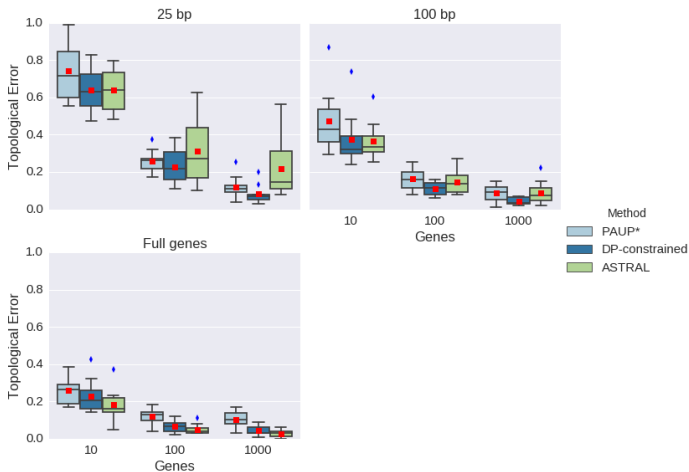 25 bp
100 bp
1.0
0.8
0.6
0.4
0.2
0.0
Topological Error
10
100
1000
Genes
Method
PAUP*
DP-constrained
ASTRAL
Full genes
1.0
0.8
0.6
0.4
0.2
0.0
Topological Error
10
100
1000
Genes